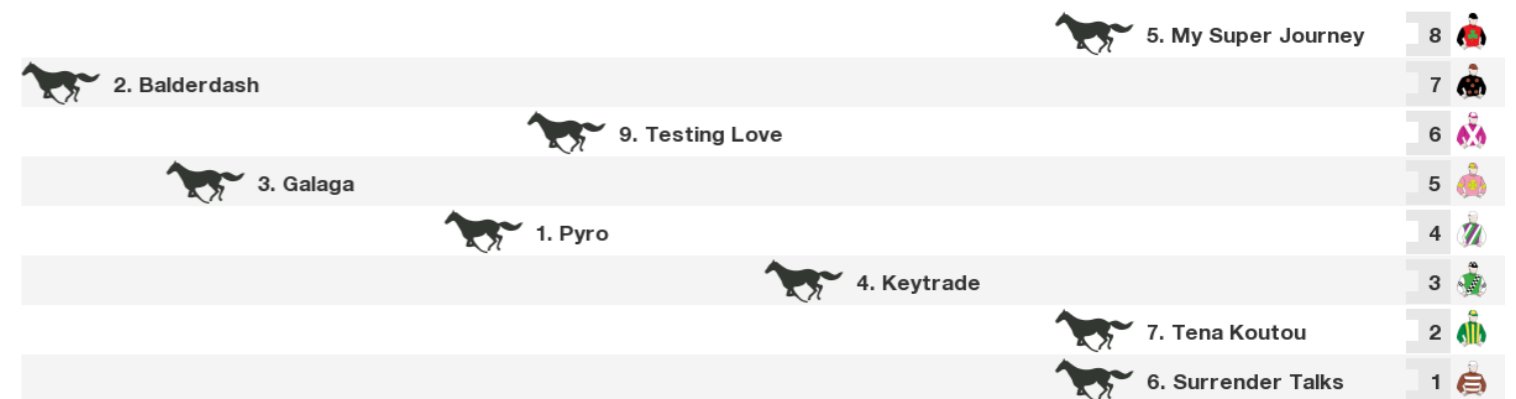 5. My Super Journey 8
2. Balderdash 7
9. Testing Love 6
3. Galaga 5
1. Pyro 4
4. Keytrade 3
7. Tena Koutou 2
6. Surrender Talks 1